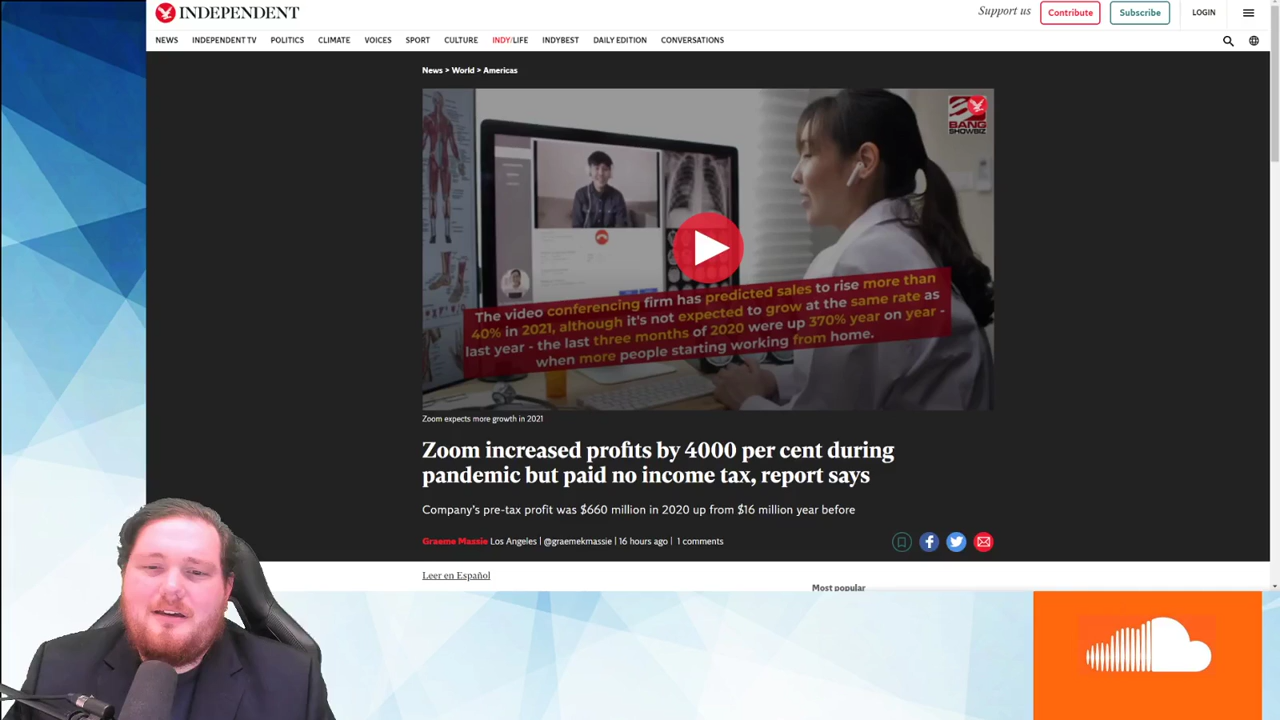 INDEPENDENT
Support us
Contribute
Subscribe
LOGIN
NEWS INDEPENDENT TV POLITICS CLIMATE VOICES SPORT CULTURE INDY/LIFE INDYBEST DAILY EDITION CONVERSATIONS
News > World > Americas
BANG
SHOWBIZ
The video conferencing firm has predicted sales to rise more than
40% in 2021, although it's not expected to grow at the same rate as
last year - the last three months of 2020 were up 370% year on year -
when more people starting working from home.
Zoom expects more growth in 2021
Zoom increased profits by 4000 per cent during
pandemic but paid no income tax, report says
Company's pre-tax profit was $660 million in 2020 up from $16 million year before
Graeme Massie Los Angeles | @graemekmassie | 16 hours ago | 1 comments
Leer en Español
Most popular